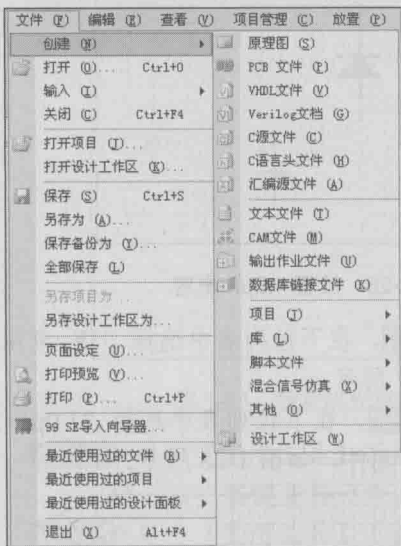 文件 (F) 编辑 (E) 查看 (V) 项目管理 (C) 放置 (P)
创建 (N)
打开 (O)... Ctrl+O
输入 (I)
关闭 (C) Ctrl+F4
打开项目 (J)...
打开设计工作区 (K)...
保存 (S) Ctrl+S
另存为 (A)...
保存备份为 (Y)...
全部保存 (L)
另存项目为...
另存设计工作区为...
页面设定 (U)...
打印预览 (V)...
打印 (P)... Ctrl+P
99 SE导入向导器...
最近使用过的文件 (R)
最近使用过的项目
最近使用过的设计面板
退出 (X) Alt+F4
原理图 (S)
PCB 文件 (P)
VHDL文件 (V)
Verilog文档 (G)
C源文件 (C)
C语言头文件 (H)
汇编源文件 (A)
文本文件 (T)
CAM文件 (M)
输出作业文件 (U)
数据库链接文件 (K)
项目 (J)
库 (L)
脚本文件
混合信号仿真 (X)
其他 (O)
设计工作区 (W)